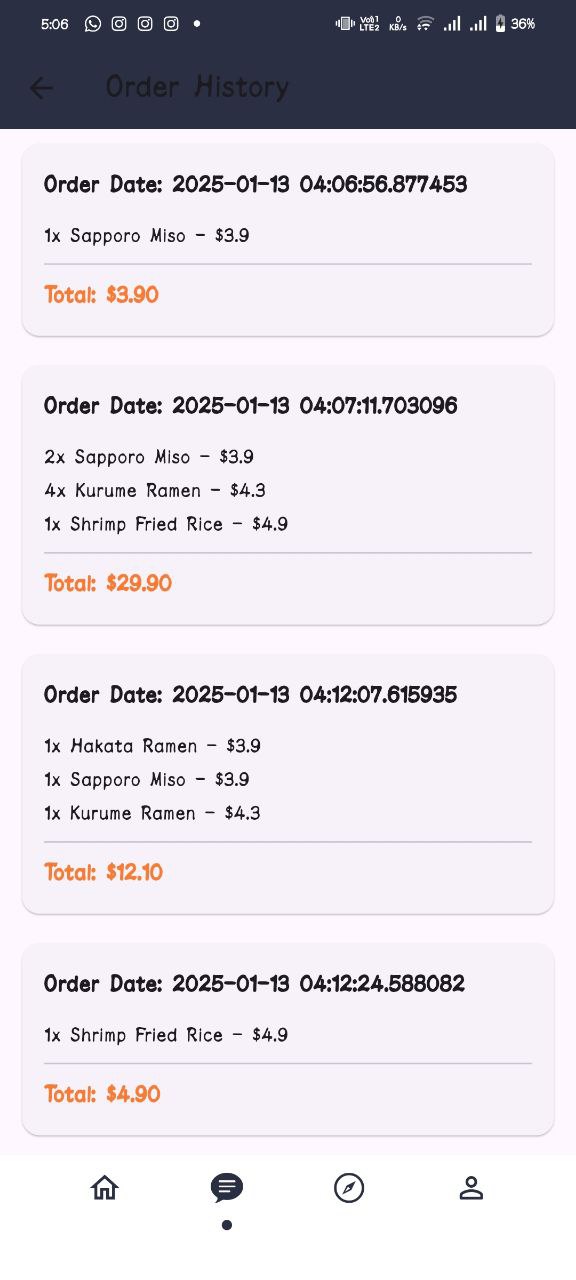 5:06
Vo1) LTE2 0 KB/s 36%
Order History
Order Date: 2025-01-13 04:06:56.877453
1x Sapporo Miso - $3.9
Total: $3.90
Order Date: 2025-01-13 04:07:11.703096
2x Sapporo Miso - $3.9
4x Kurume Ramen - $4.3
1x Shrimp Fried Rice - $4.9
Total: $29.90
Order Date: 2025-01-13 04:12:07.615935
1x Hakata Ramen - $3.9
1x Sapporo Miso - $3.9
1x Kurume Ramen - $4.3
Total: $12.10
Order Date: 2025-01-13 04:12:24.588082
1x Shrimp Fried Rice - $4.9
Total: $4.90